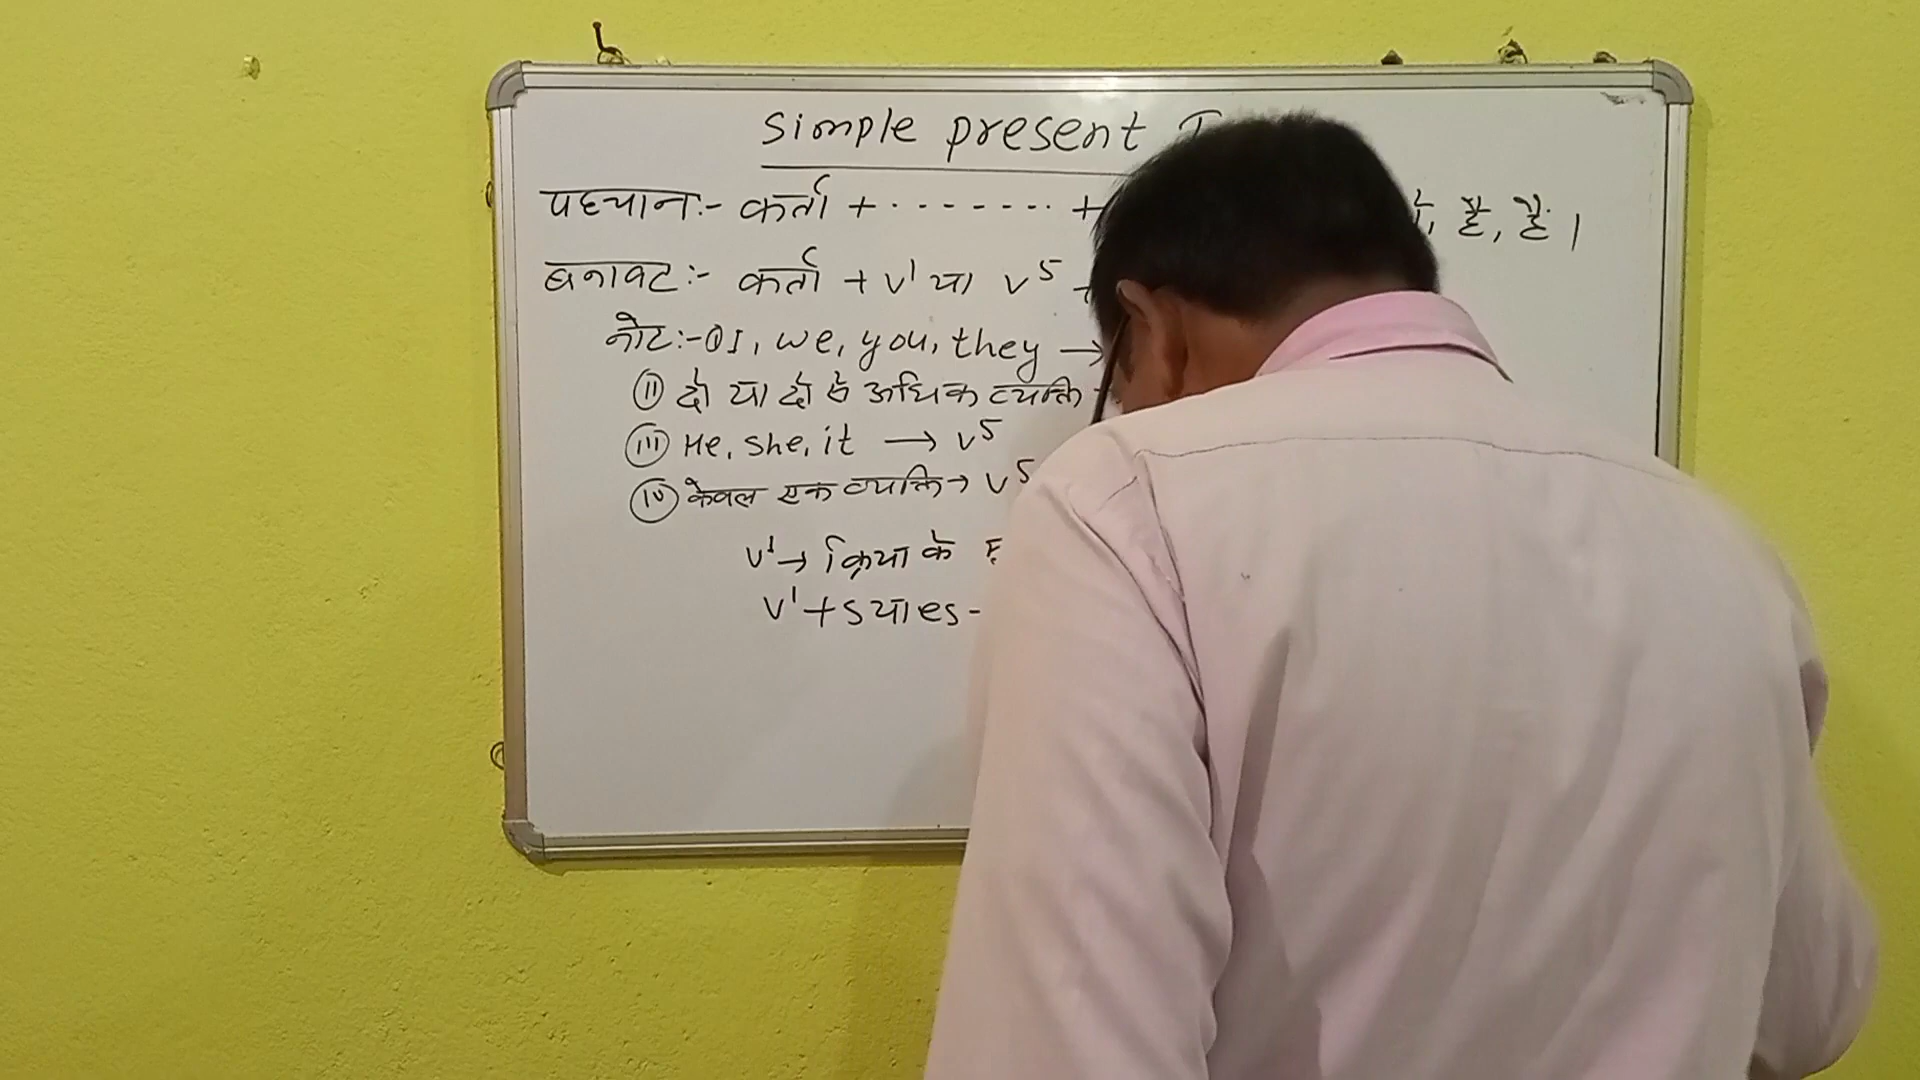 Simple present
पहचान:- कर्ता + ....... + , है, हैं।
बनावट:- कर्ता + V¹ या V⁵ +
नोट:- ① I, we, you, they →
(ii) दो या दो से अधिक व्यक्ति -
(iii) He, She, it → V⁵
(iv) केवल एक व्यक्ति → V⁵
V¹ → क्रिया के
V¹ + s या es -